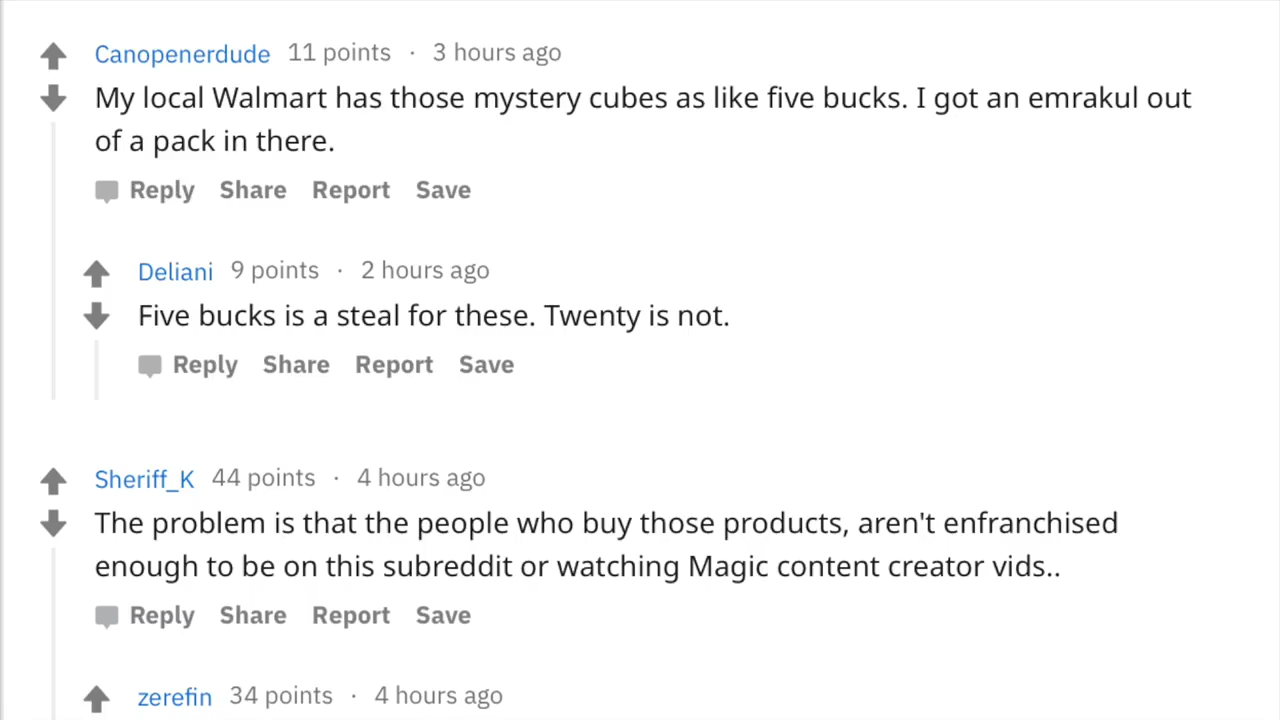 Canopenerdude 11 points · 3 hours ago
My local Walmart has those mystery cubes as like five bucks. I got an emrakul out
of a pack in there.
Reply Share Report Save
Deliani 9 points · 2 hours ago
Five bucks is a steal for these. Twenty is not.
Reply Share Report Save
Sheriff_K 44 points · 4 hours ago
The problem is that the people who buy those products, aren't enfranchised
enough to be on this subreddit or watching Magic content creator vids..
Reply Share Report Save
zerefin 34 points · 4 hours ago